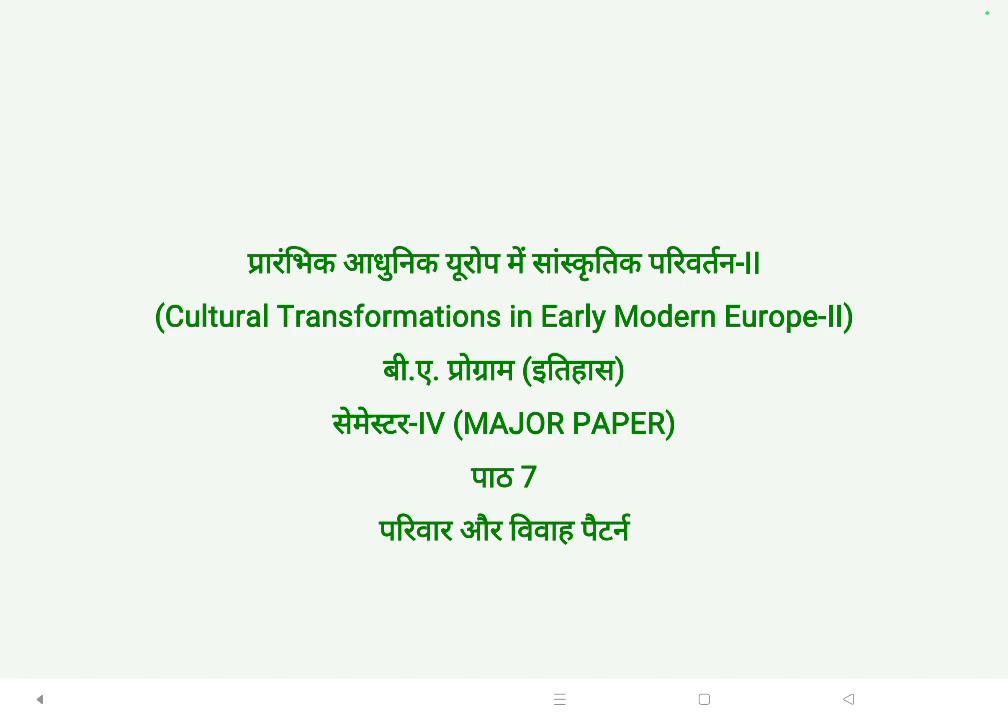 प्रारंभिक आधुनिक यूरोप में सांस्कृतिक परिवर्तन-II
(Cultural Transformations in Early Modern Europe-II)
बी.ए. प्रोग्राम (इतिहास)
सेमेस्टर-IV (MAJOR PAPER)
पाठ 7
परिवार और विवाह पैटर्न